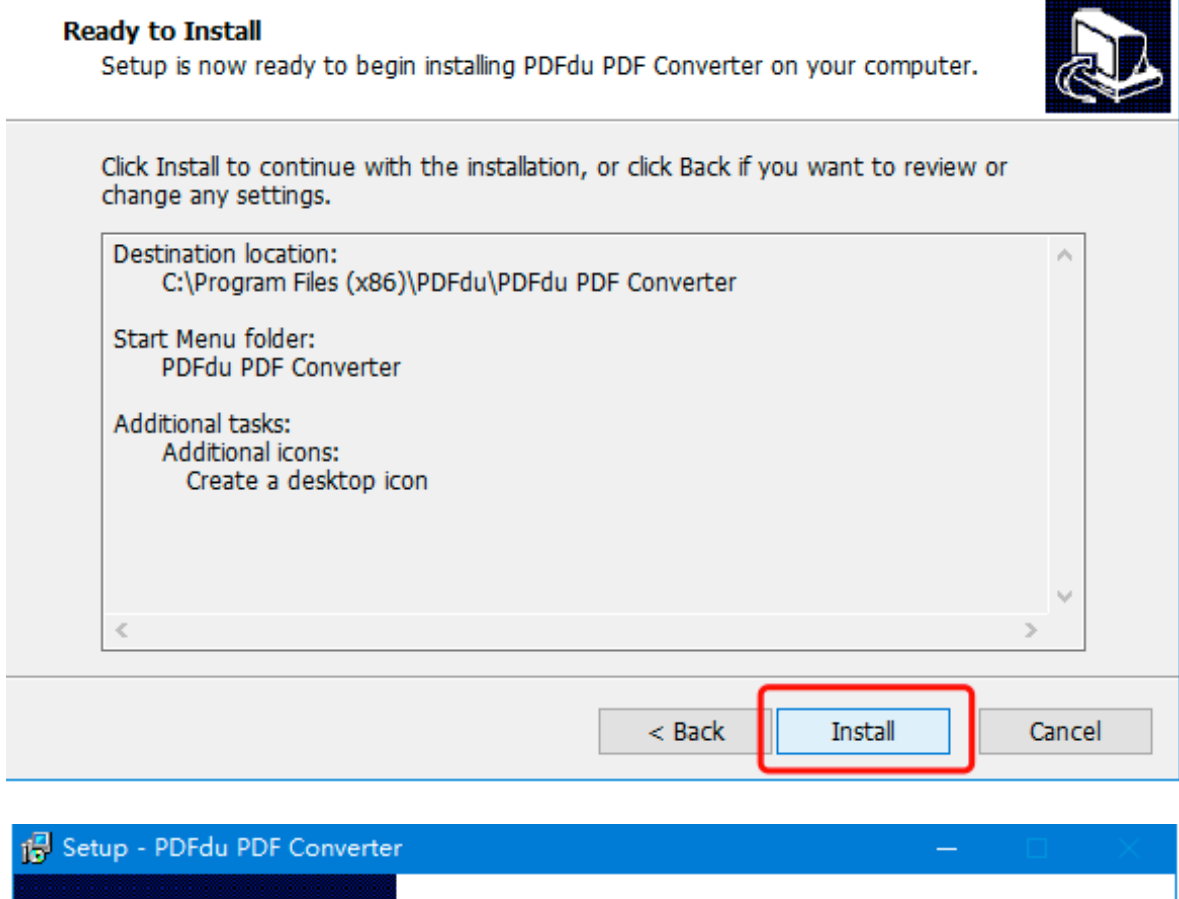 Ready to Install
Setup is now ready to begin installing PDFdu PDF Converter on your computer.
Click Install to continue with the installation, or click Back if you want to review or
change any settings.
Destination location:
C:\Program Files (x86)\PDFdu\PDFdu PDF Converter
Start Menu folder:
PDFdu PDF Converter
Additional tasks:
Additional icons:
Create a desktop icon
< Back Install Cancel
Setup - PDFdu PDF Converter